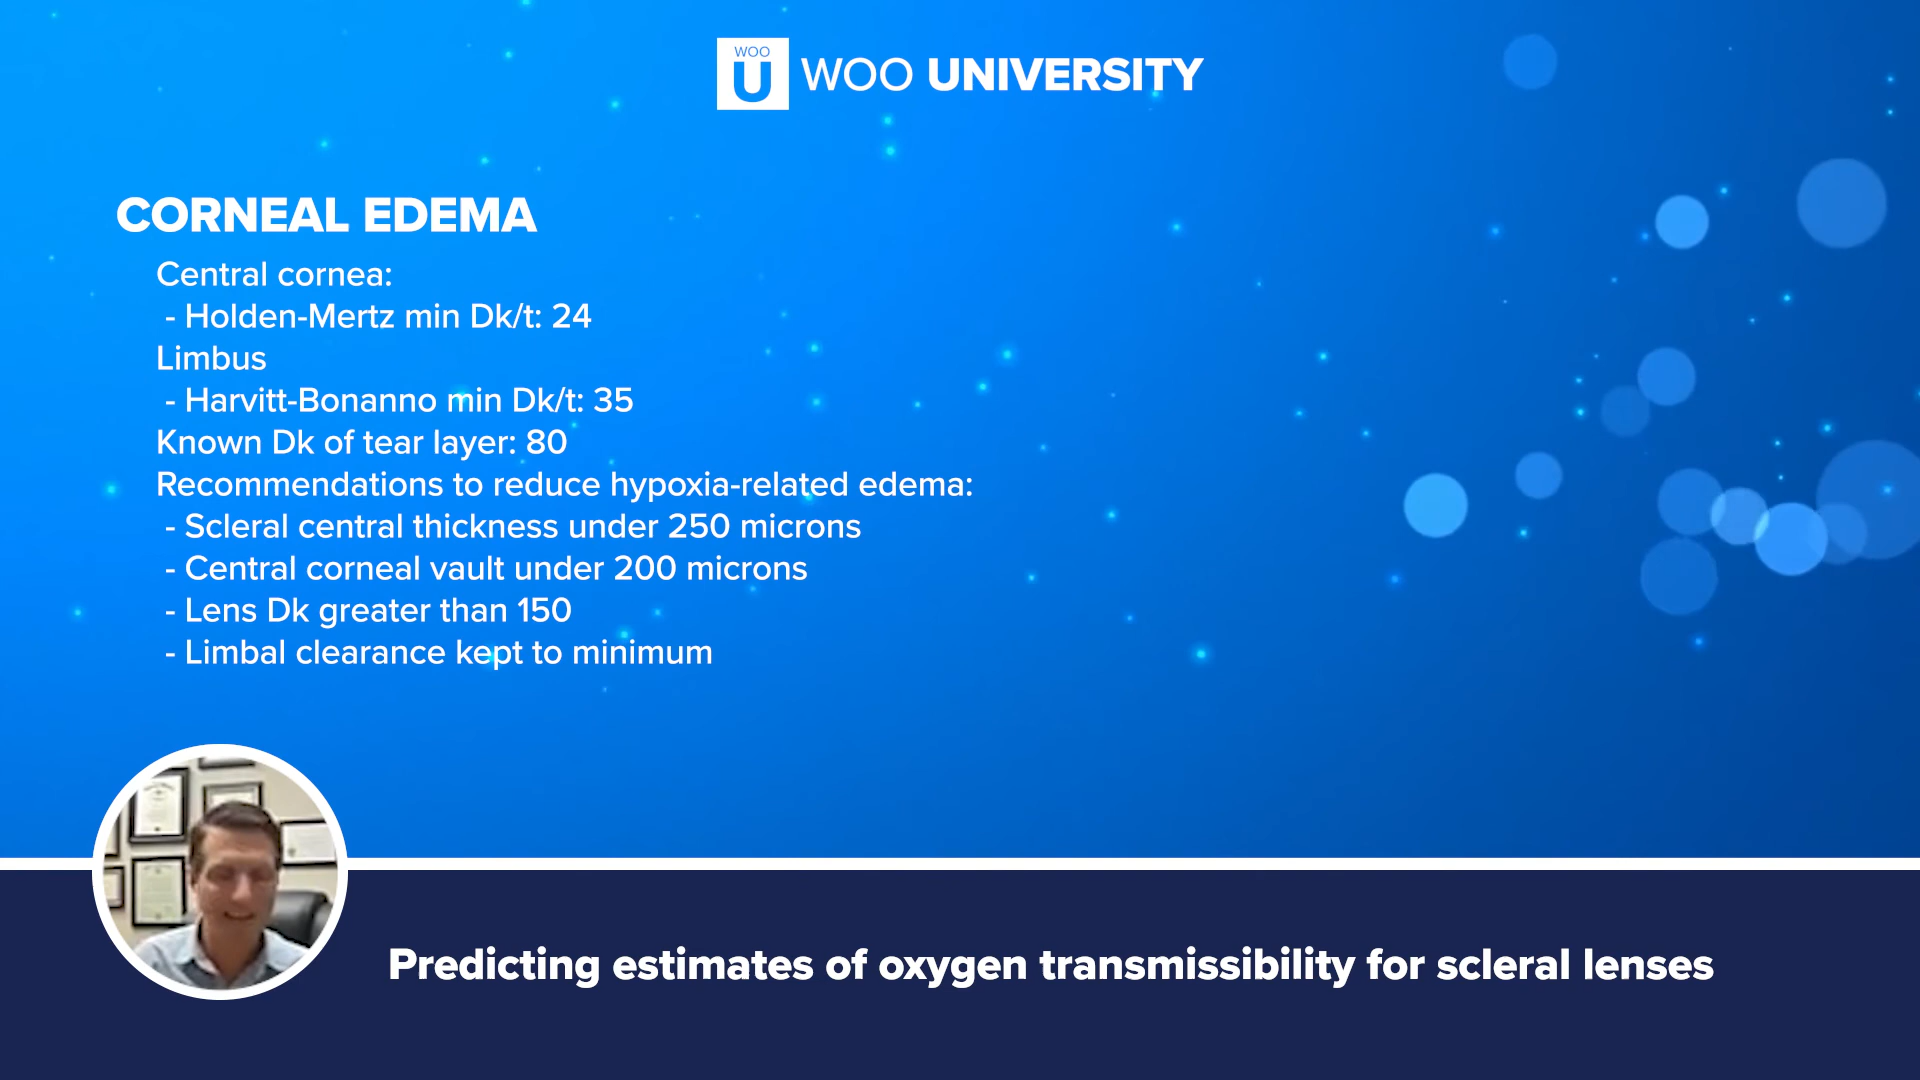 WOO
U WOO UNIVERSITY
CORNEAL EDEMA
Central cornea:
- Holden-Mertz min Dk/t: 24
Limbus
- Harvitt-Bonanno min Dk/t: 35
Known Dk of tear layer: 80
Recommendations to reduce hypoxia-related edema:
- Scleral central thickness under 250 microns
- Central corneal vault under 200 microns
- Lens Dk greater than 150
- Limbal clearance kept to minimum
Predicting estimates of oxygen transmissibility for scleral lenses